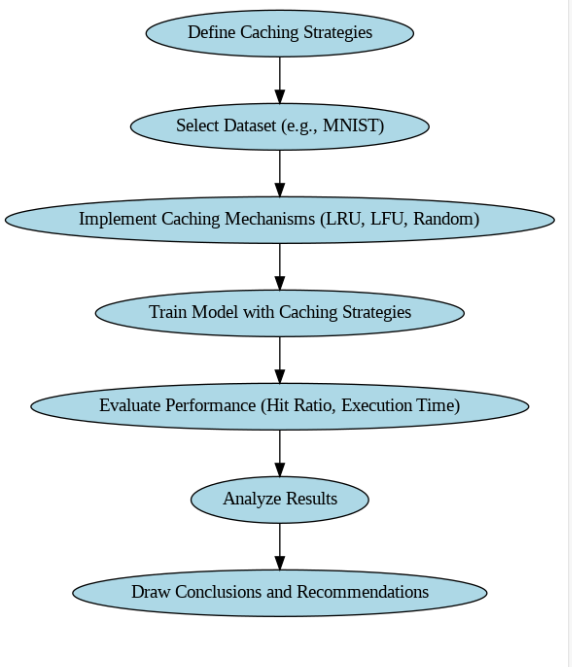 Define Caching Strategies
Select Dataset (e.g., MNIST)
Implement Caching Mechanisms (LRU, LFU, Random)
Train Model with Caching Strategies
Evaluate Performance (Hit Ratio, Execution Time)
Analyze Results
Draw Conclusions and Recommendations